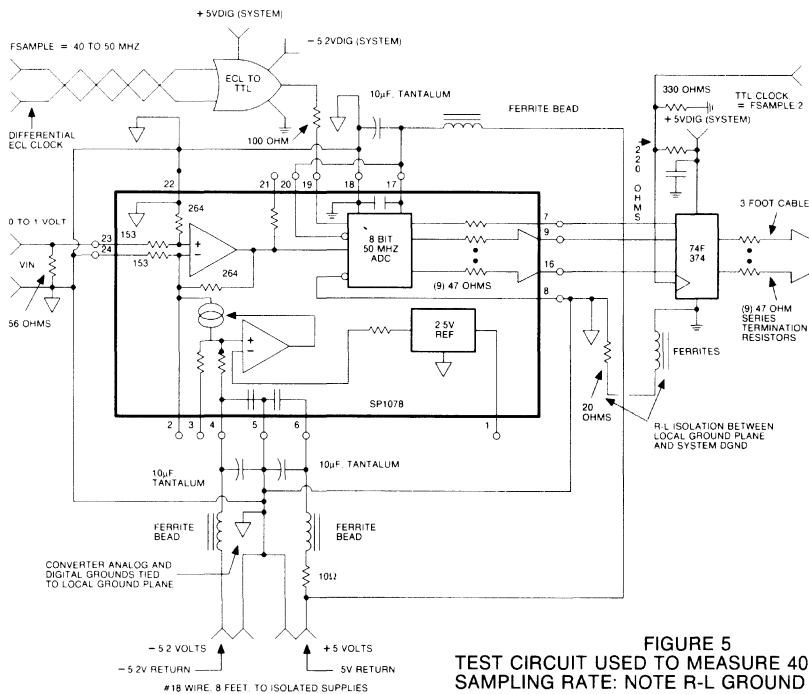 +5VDIG (SYSTEM)
-5 2VDIG (SYSTEM)
FSAMPLE = 40 TO 50 MHZ
ECL TO
TTL
DIFFERENTIAL
ECL CLOCK
100 OHM
10µF. TANTALUM
FERRITE BEAD
330 OHMS
TTL CLOCK
= FSAMPLE:2
+5VDIG (SYSTEM)
220 OHMS
22
21
20
19
18
17
0 TO 1 VOLT
23
24
153
153
VIN
56 OHMS
264
264
+
−
8 BIT
50 MHZ
ADC
(9) 47 OHMS
7
9
16
8
74F
374
3 FOOT CABLE
(9) 47 OHM
SERIES
TERMINATION
RESISTORS
+
−
2 5V
REF
SP1078
20
OHMS
FERRITES
R-L ISOLATION BETWEEN
LOCAL GROUND PLANE
AND SYSTEM DGND
2
3
4
5
6
1
10µF.
TANTALUM
10µF. TANTALUM
FERRITE
BEAD
FERRITE
BEAD
CONVERTER ANALOG AND
DIGITAL GROUNDS TIED
TO LOCAL GROUND PLANE
10Ω
-5 2 VOLTS
+5 VOLTS
-5 2V RETURN
5V RETURN
#18 WIRE, 8 FEET, TO ISOLATED SUPPLIES
FIGURE 5
TEST CIRCUIT USED TO MEASURE 40
SAMPLING RATE: NOTE R-L GROUND